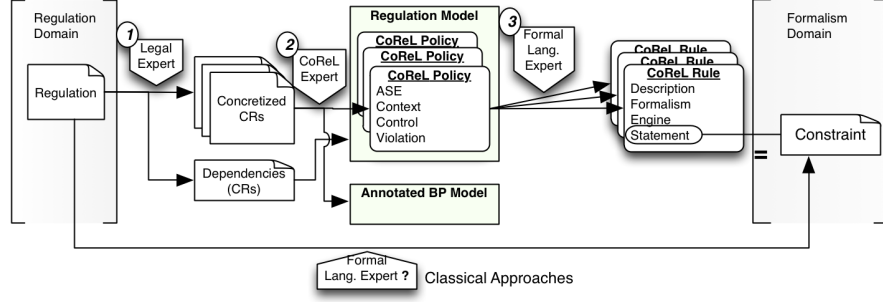 Regulation
Domain
1
Legal
Expert
2
CoReL
Expert
Regulation Model
3
Formal
Lang.
Expert
Formalism
Domain
Regulation
Concretized
CRs
Dependencies
(CRs)
CoReL Policy
CoReL Policy
CoReL Policy
ASE
Context
Control
Violation
Annotated BP Model
CoReL Rule
CoReL Rule
CoReL Rule
Description
Formalism
Engine
Statement
=
Constraint
Formal
Lang. Expert ?
Classical Approaches